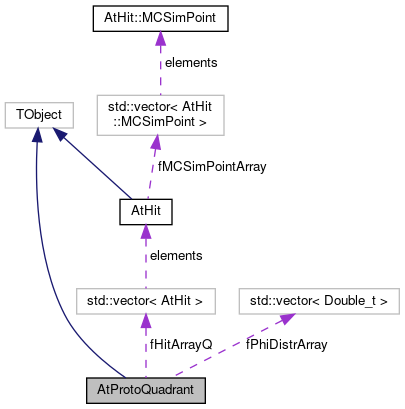 AtHit::MCSimPoint
elements
std::vector< AtHit
::MCSimPoint >
TObject
fMCSimPointArray
AtHit
elements
std::vector< AtHit >
std::vector< Double_t >
fHitArrayQ
fPhiDistrArray
AtProtoQuadrant